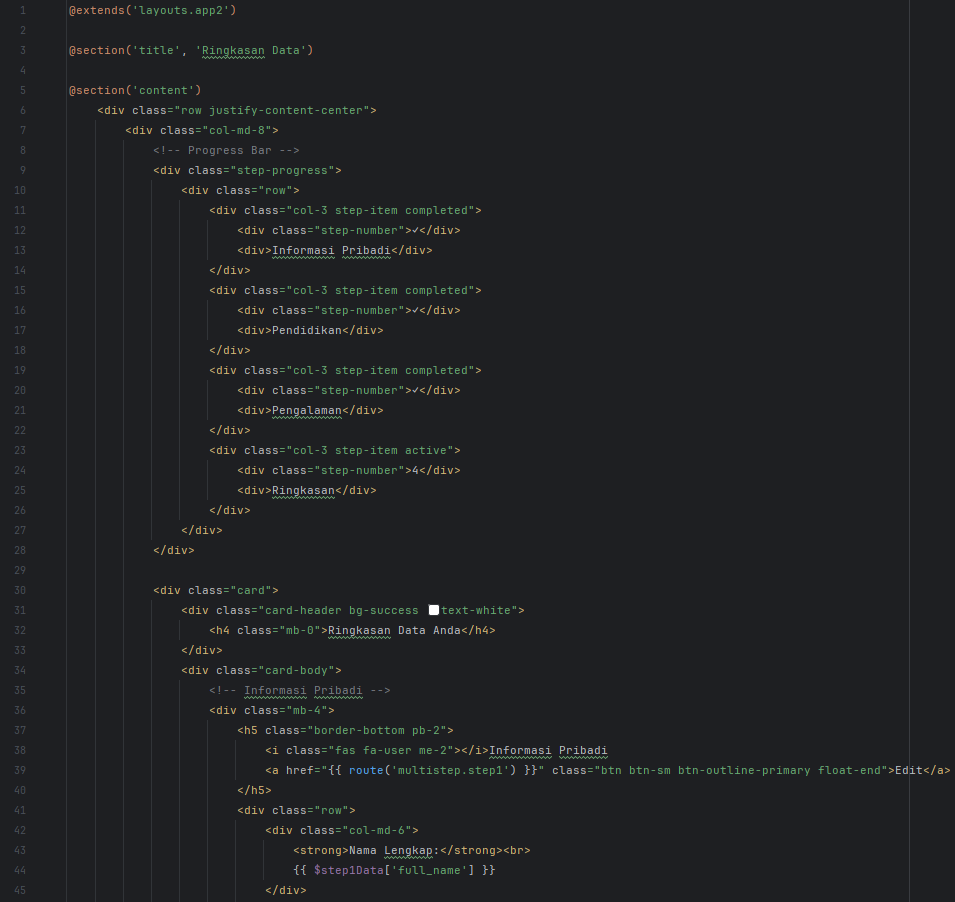 1 @extends('layouts.app2')
2
3 @section('title', 'Ringkasan Data')
4
5 @section('content')
6     <div class="row justify-content-center">
7         <div class="col-md-8">
8             <!-- Progress Bar -->
9             <div class="step-progress">
10                 <div class="row">
11                     <div class="col-3 step-item completed">
12                         <div class="step-number">✓</div>
13                         <div>Informasi Pribadi</div>
14                     </div>
15                     <div class="col-3 step-item completed">
16                         <div class="step-number">✓</div>
17                         <div>Pendidikan</div>
18                     </div>
19                     <div class="col-3 step-item completed">
20                         <div class="step-number">✓</div>
21                         <div>Pengalaman</div>
22                     </div>
23                     <div class="col-3 step-item active">
24                         <div class="step-number">4</div>
25                         <div>Ringkasan</div>
26                     </div>
27                 </div>
28             </div>
29
30             <div class="card">
31                 <div class="card-header bg-success text-white">
32                     <h4 class="mb-0">Ringkasan Data Anda</h4>
33                 </div>
34                 <div class="card-body">
35                     <!-- Informasi Pribadi -->
36                     <div class="mb-4">
37                         <h5 class="border-bottom pb-2">
38                             <i class="fas fa-user me-2"></i>Informasi Pribadi
39                             <a href="{{ route('multistep.step1') }}" class="btn btn-sm btn-outline-primary float-end">Edit</a>
40                         </h5>
41                         <div class="row">
42                             <div class="col-md-6">
43                                 <strong>Nama Lengkap:</strong><br>
44                                 {{ $step1Data['full_name'] }}
45                             </div>